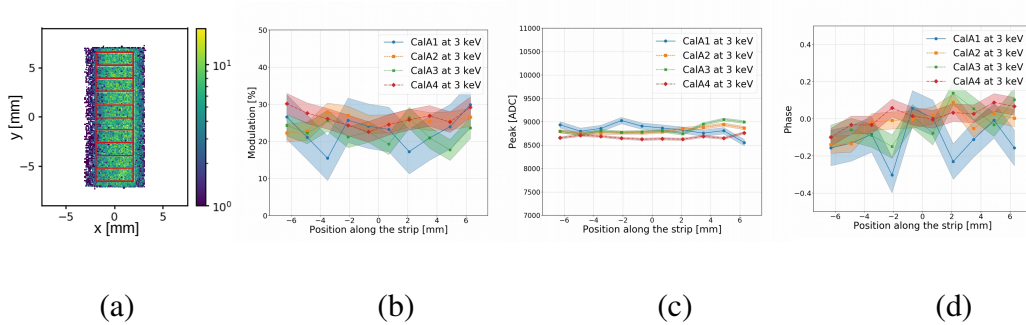 y [mm]
5
0
−5
−5 0 5
x [mm]
10¹
10⁰
(a)
Modulation [%]
50
40
30
20
10
0
−6 −4 −2 0 2 4 6
Position along the strip [mm]
CalA1 at 3 keV
CalA2 at 3 keV
CalA3 at 3 keV
CalA4 at 3 keV
(b)
Peak [ADC]
11000
10500
10000
9500
9000
8500
8000
7500
7000
−6 −4 −2 0 2 4 6
Position along the strip [mm]
CalA1 at 3 keV
CalA2 at 3 keV
CalA3 at 3 keV
CalA4 at 3 keV
(c)
Phase
0.4
0.2
0.0
−0.2
−0.4
−6 −4 −2 0 2 4 6
Position along the strip [mm]
CalA1 at 3 keV
CalA2 at 3 keV
CalA3 at 3 keV
CalA4 at 3 keV
(d)